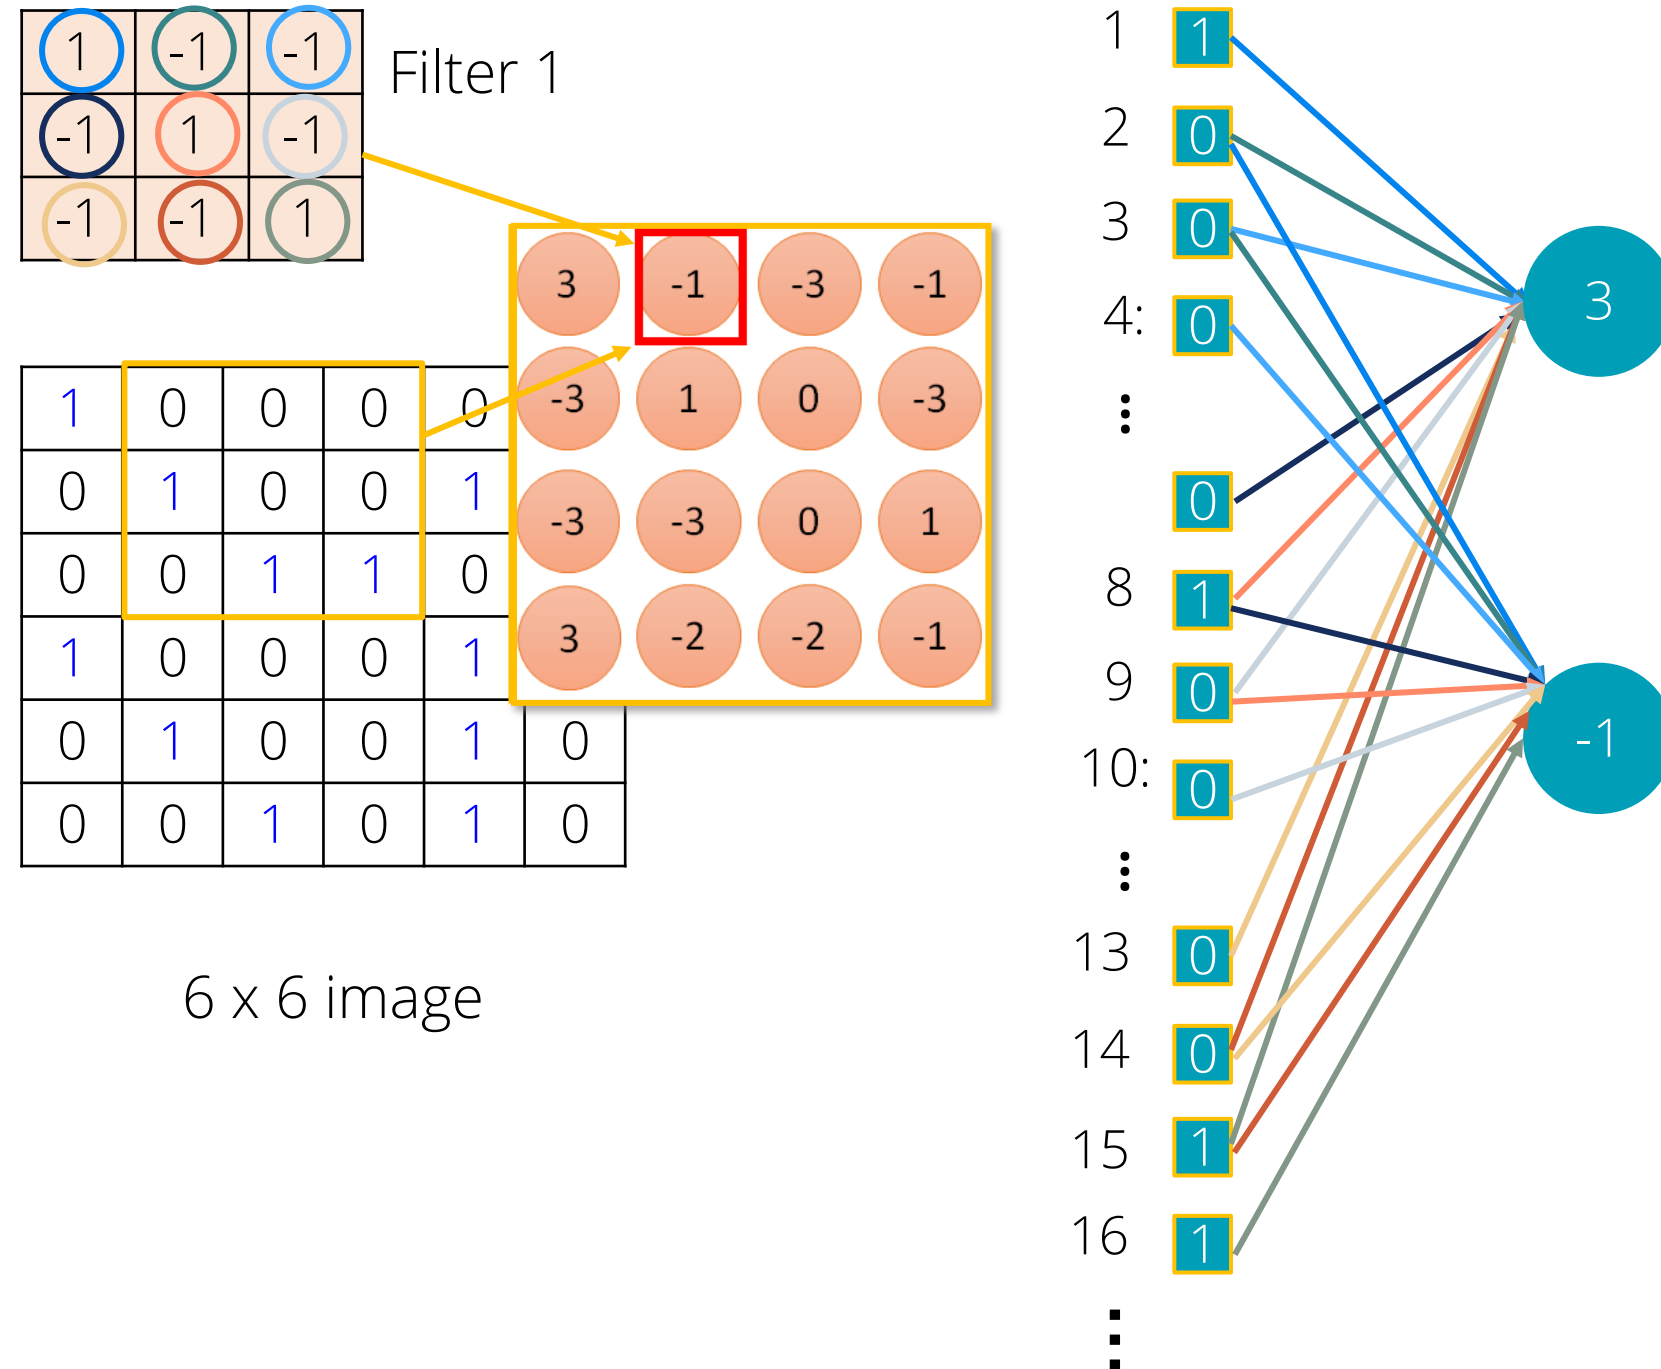 1 -1 -1
-1 1 -1
-1 -1 1
Filter 1
1 0 0 0 0
0 1 0 0 1
0 0 1 1 0
1 0 0 0 1
0 1 0 0 1 0
0 0 1 0 1 0
6 x 6 image
3 -1 -3 -1
-3 1 0 -3
-3 -3 0 1
3 -2 -2 -1
1 1
2 0
3 0
4: 0
⋮
0
8 1
9 0
10: 0
⋮
13 0
14 0
15 1
16 1
⋮
3
-1